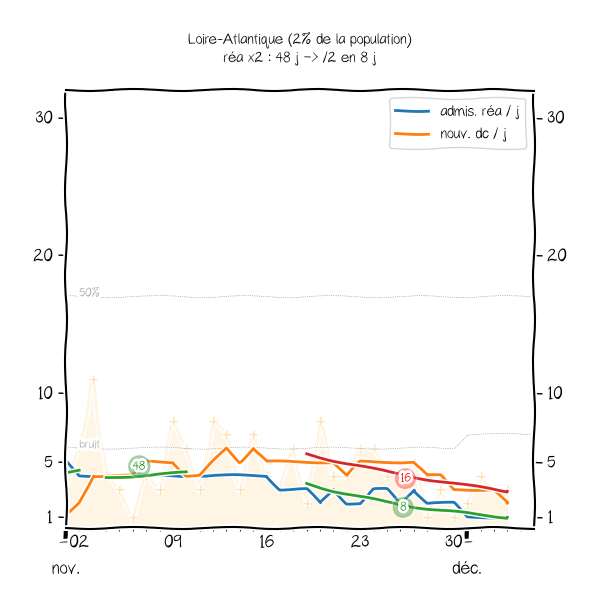 Loire-Atlantique (2% de la population)
réa x2 : 48 j -> /2 en 8 j
admis. réa / j
nouv. dc / j
30 30
20 20
50%
10 10
bruit
5 48 5
16
8
1 1
02 09 16 23 30
nov. déc.